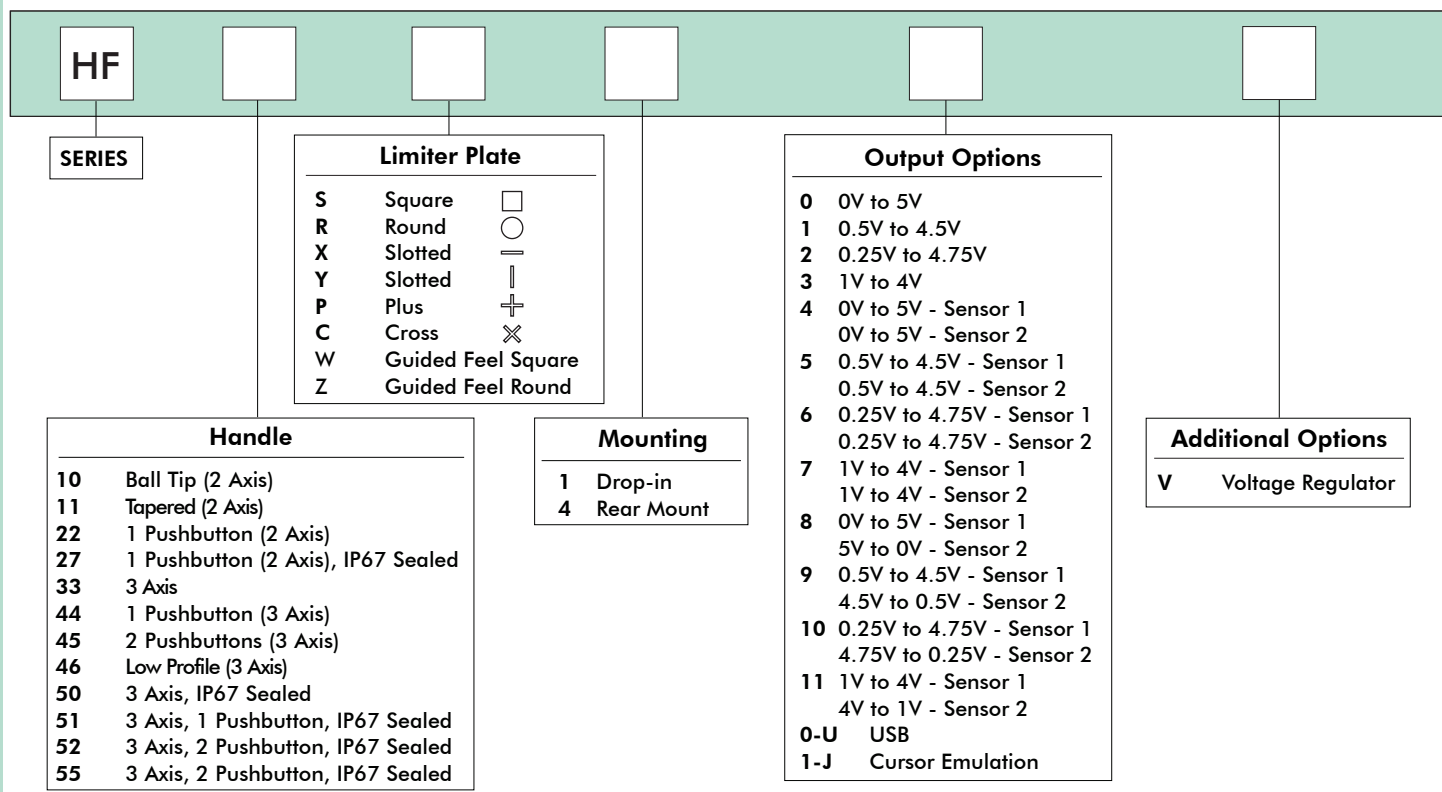 HF
SERIES
Limiter Plate
S Square
R Round
X Slotted
Y Slotted
P Plus
C Cross
W Guided Feel Square
Z Guided Feel Round
Output Options
0 0V to 5V
1 0.5V to 4.5V
2 0.25V to 4.75V
3 1V to 4V
4 0V to 5V - Sensor 1
0V to 5V - Sensor 2
5 0.5V to 4.5V - Sensor 1
0.5V to 4.5V - Sensor 2
6 0.25V to 4.75V - Sensor 1
0.25V to 4.75V - Sensor 2
7 1V to 4V - Sensor 1
1V to 4V - Sensor 2
8 0V to 5V - Sensor 1
5V to 0V - Sensor 2
9 0.5V to 4.5V - Sensor 1
4.5V to 0.5V - Sensor 2
10 0.25V to 4.75V - Sensor 1
4.75V to 0.25V - Sensor 2
11 1V to 4V - Sensor 1
4V to 1V - Sensor 2
0-U USB
1-J Cursor Emulation
Handle
10 Ball Tip (2 Axis)
11 Tapered (2 Axis)
22 1 Pushbutton (2 Axis)
27 1 Pushbutton (2 Axis), IP67 Sealed
33 3 Axis
44 1 Pushbutton (3 Axis)
45 2 Pushbuttons (3 Axis)
46 Low Profile (3 Axis)
50 3 Axis, IP67 Sealed
51 3 Axis, 1 Pushbutton, IP67 Sealed
52 3 Axis, 2 Pushbutton, IP67 Sealed
55 3 Axis, 2 Pushbutton, IP67 Sealed
Mounting
1 Drop-in
4 Rear Mount
Additional Options
V Voltage Regulator